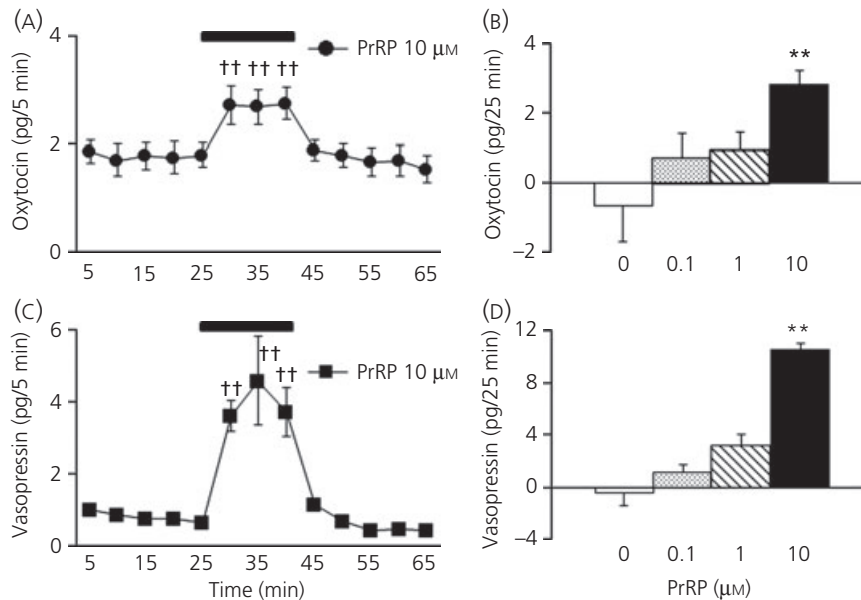 (A)
Oxytocin (pg/5 min)
4
2
0
PrRP 10 μM
†† †† ††
5 15 25 35 45 55 65
(B)
Oxytocin (pg/25 min)
4
2
0
−2
**
0 0.1 1 10
(C)
Vasopressin (pg/5 min)
6
4
2
0
PrRP 10 μM
††
††
††
5 15 25 35 45 55 65
Time (min)
(D)
Vasopressin (pg/25 min)
12
8
4
0
−4
**
0 0.1 1 10
PrRP (μM)